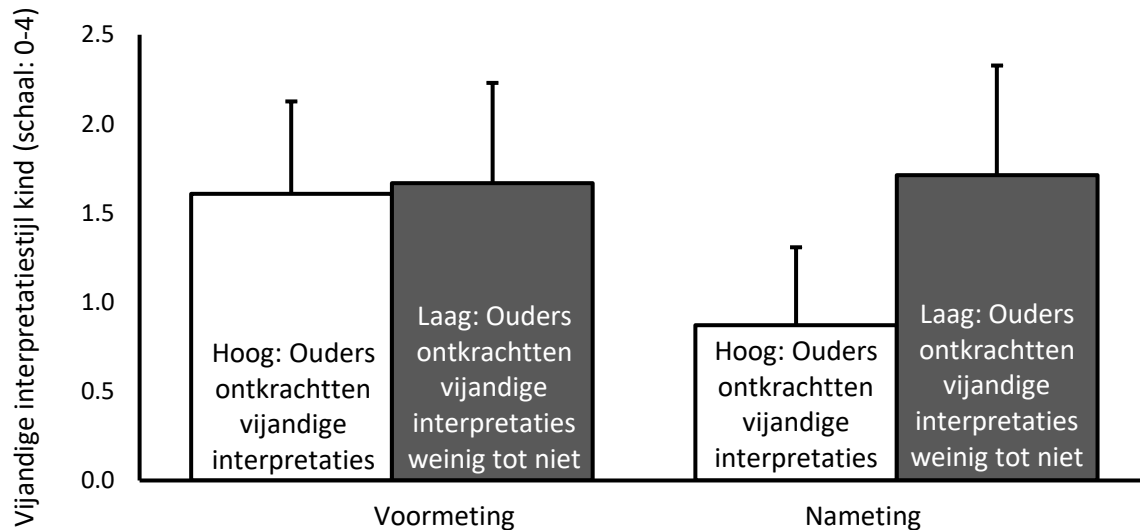 Vijandige interpretatiestijl kind (schaal: 0-4)
2.5
2.0
1.5
1.0
0.5
0.0
Hoog: Ouders
ontkrachtten
vijandige
interpretaties
Laag: Ouders
ontkrachtten
vijandige
interpretaties
weinig tot niet
Hoog: Ouders
ontkrachtten
vijandige
interpretaties
Laag: Ouders
ontkrachtten
vijandige
interpretaties
weinig tot niet
Voormeting
Nameting